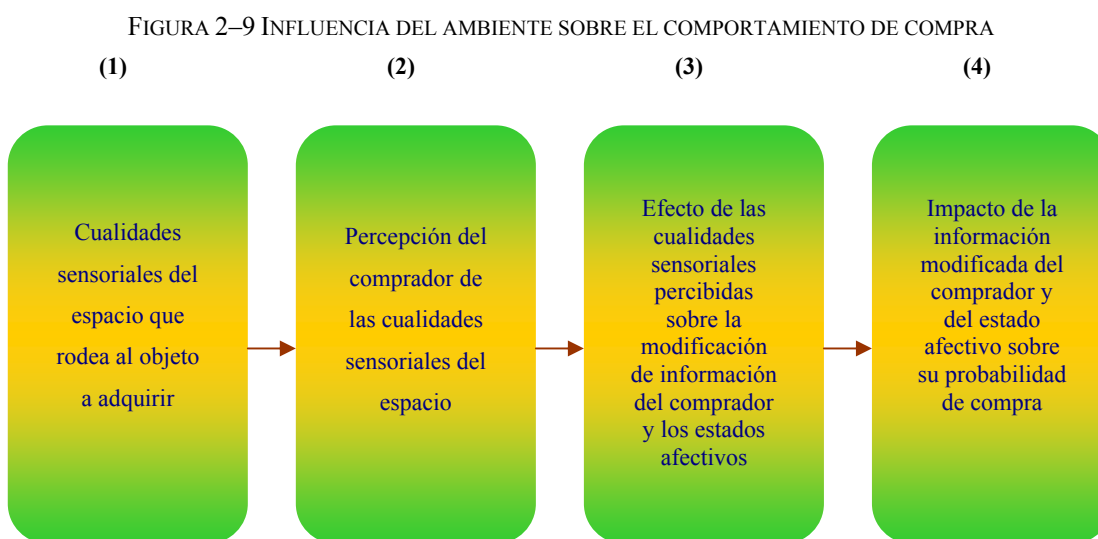 FIGURA 2–9 INFLUENCIA DEL AMBIENTE SOBRE EL COMPORTAMIENTO DE COMPRA
(1) (2) (3) (4)
Cualidades
sensoriales del
espacio que
rodea al objeto
a adquirir
Percepción del
comprador de
las cualidades
sensoriales del
espacio
Efecto de las
cualidades
sensoriales
percibidas
sobre la
modificación
de información
del comprador
y los estados
afectivos
Impacto de la
información
modificada del
comprador y
del estado
afectivo sobre
su probabilidad
de compra